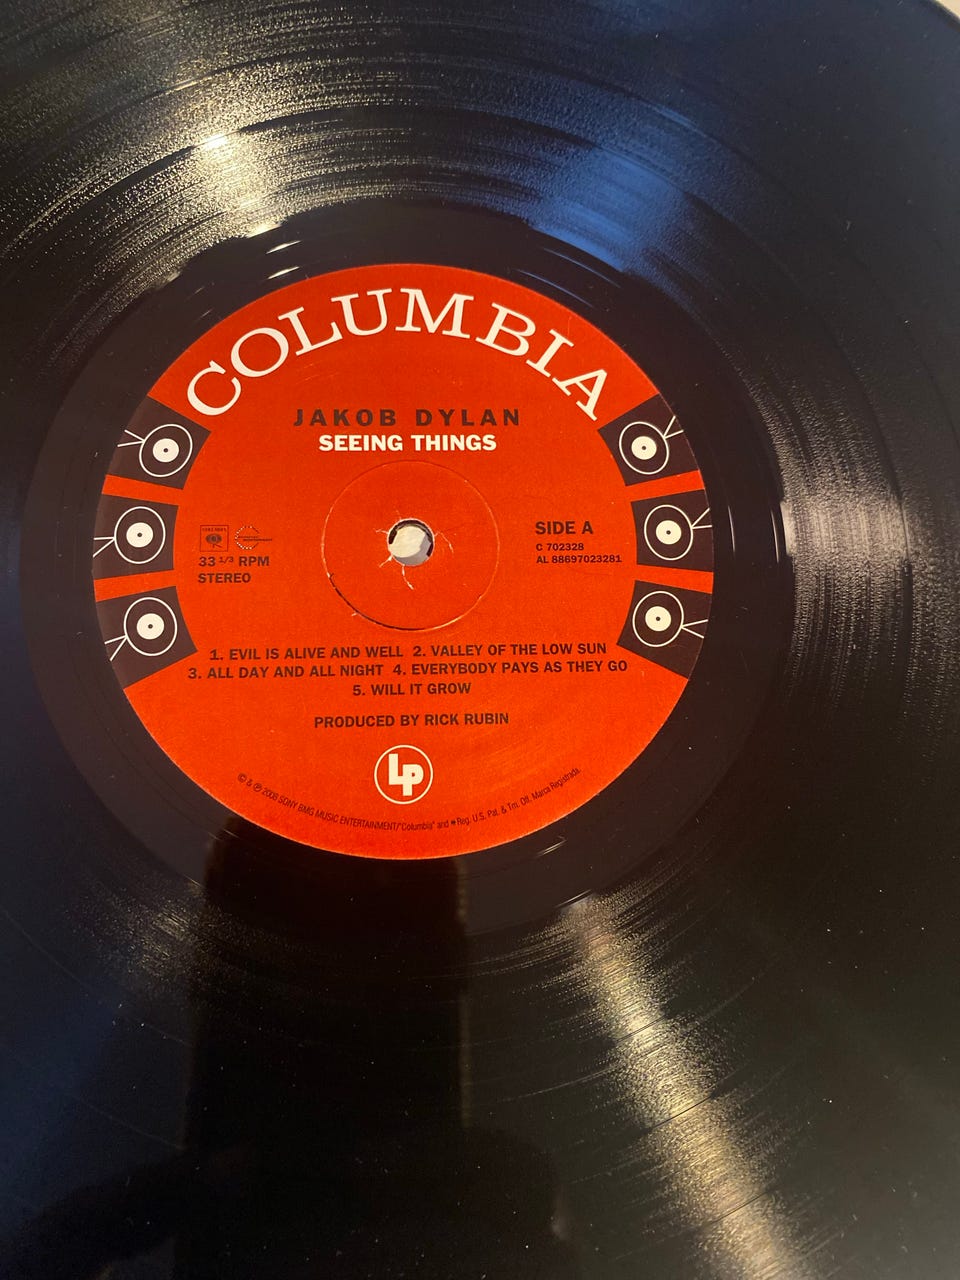 COLUMBIA
JAKOB DYLAN
SEEING THINGS
COLUMBIA
33 1/3 RPM
STEREO
SIDE A
C 702328
AL 88697023281
1. EVIL IS ALIVE AND WELL 2. VALLEY OF THE LOW SUN
3. ALL DAY AND ALL NIGHT 4. EVERYBODY PAYS AS THEY GO
5. WILL IT GROW
PRODUCED BY RICK RUBIN
LP
© & ℗ 2008 SONY BMG MUSIC ENTERTAINMENT/"Columbia" and ⁕ Reg. U.S. Pat. & Tm. Off. Marca Registrada.